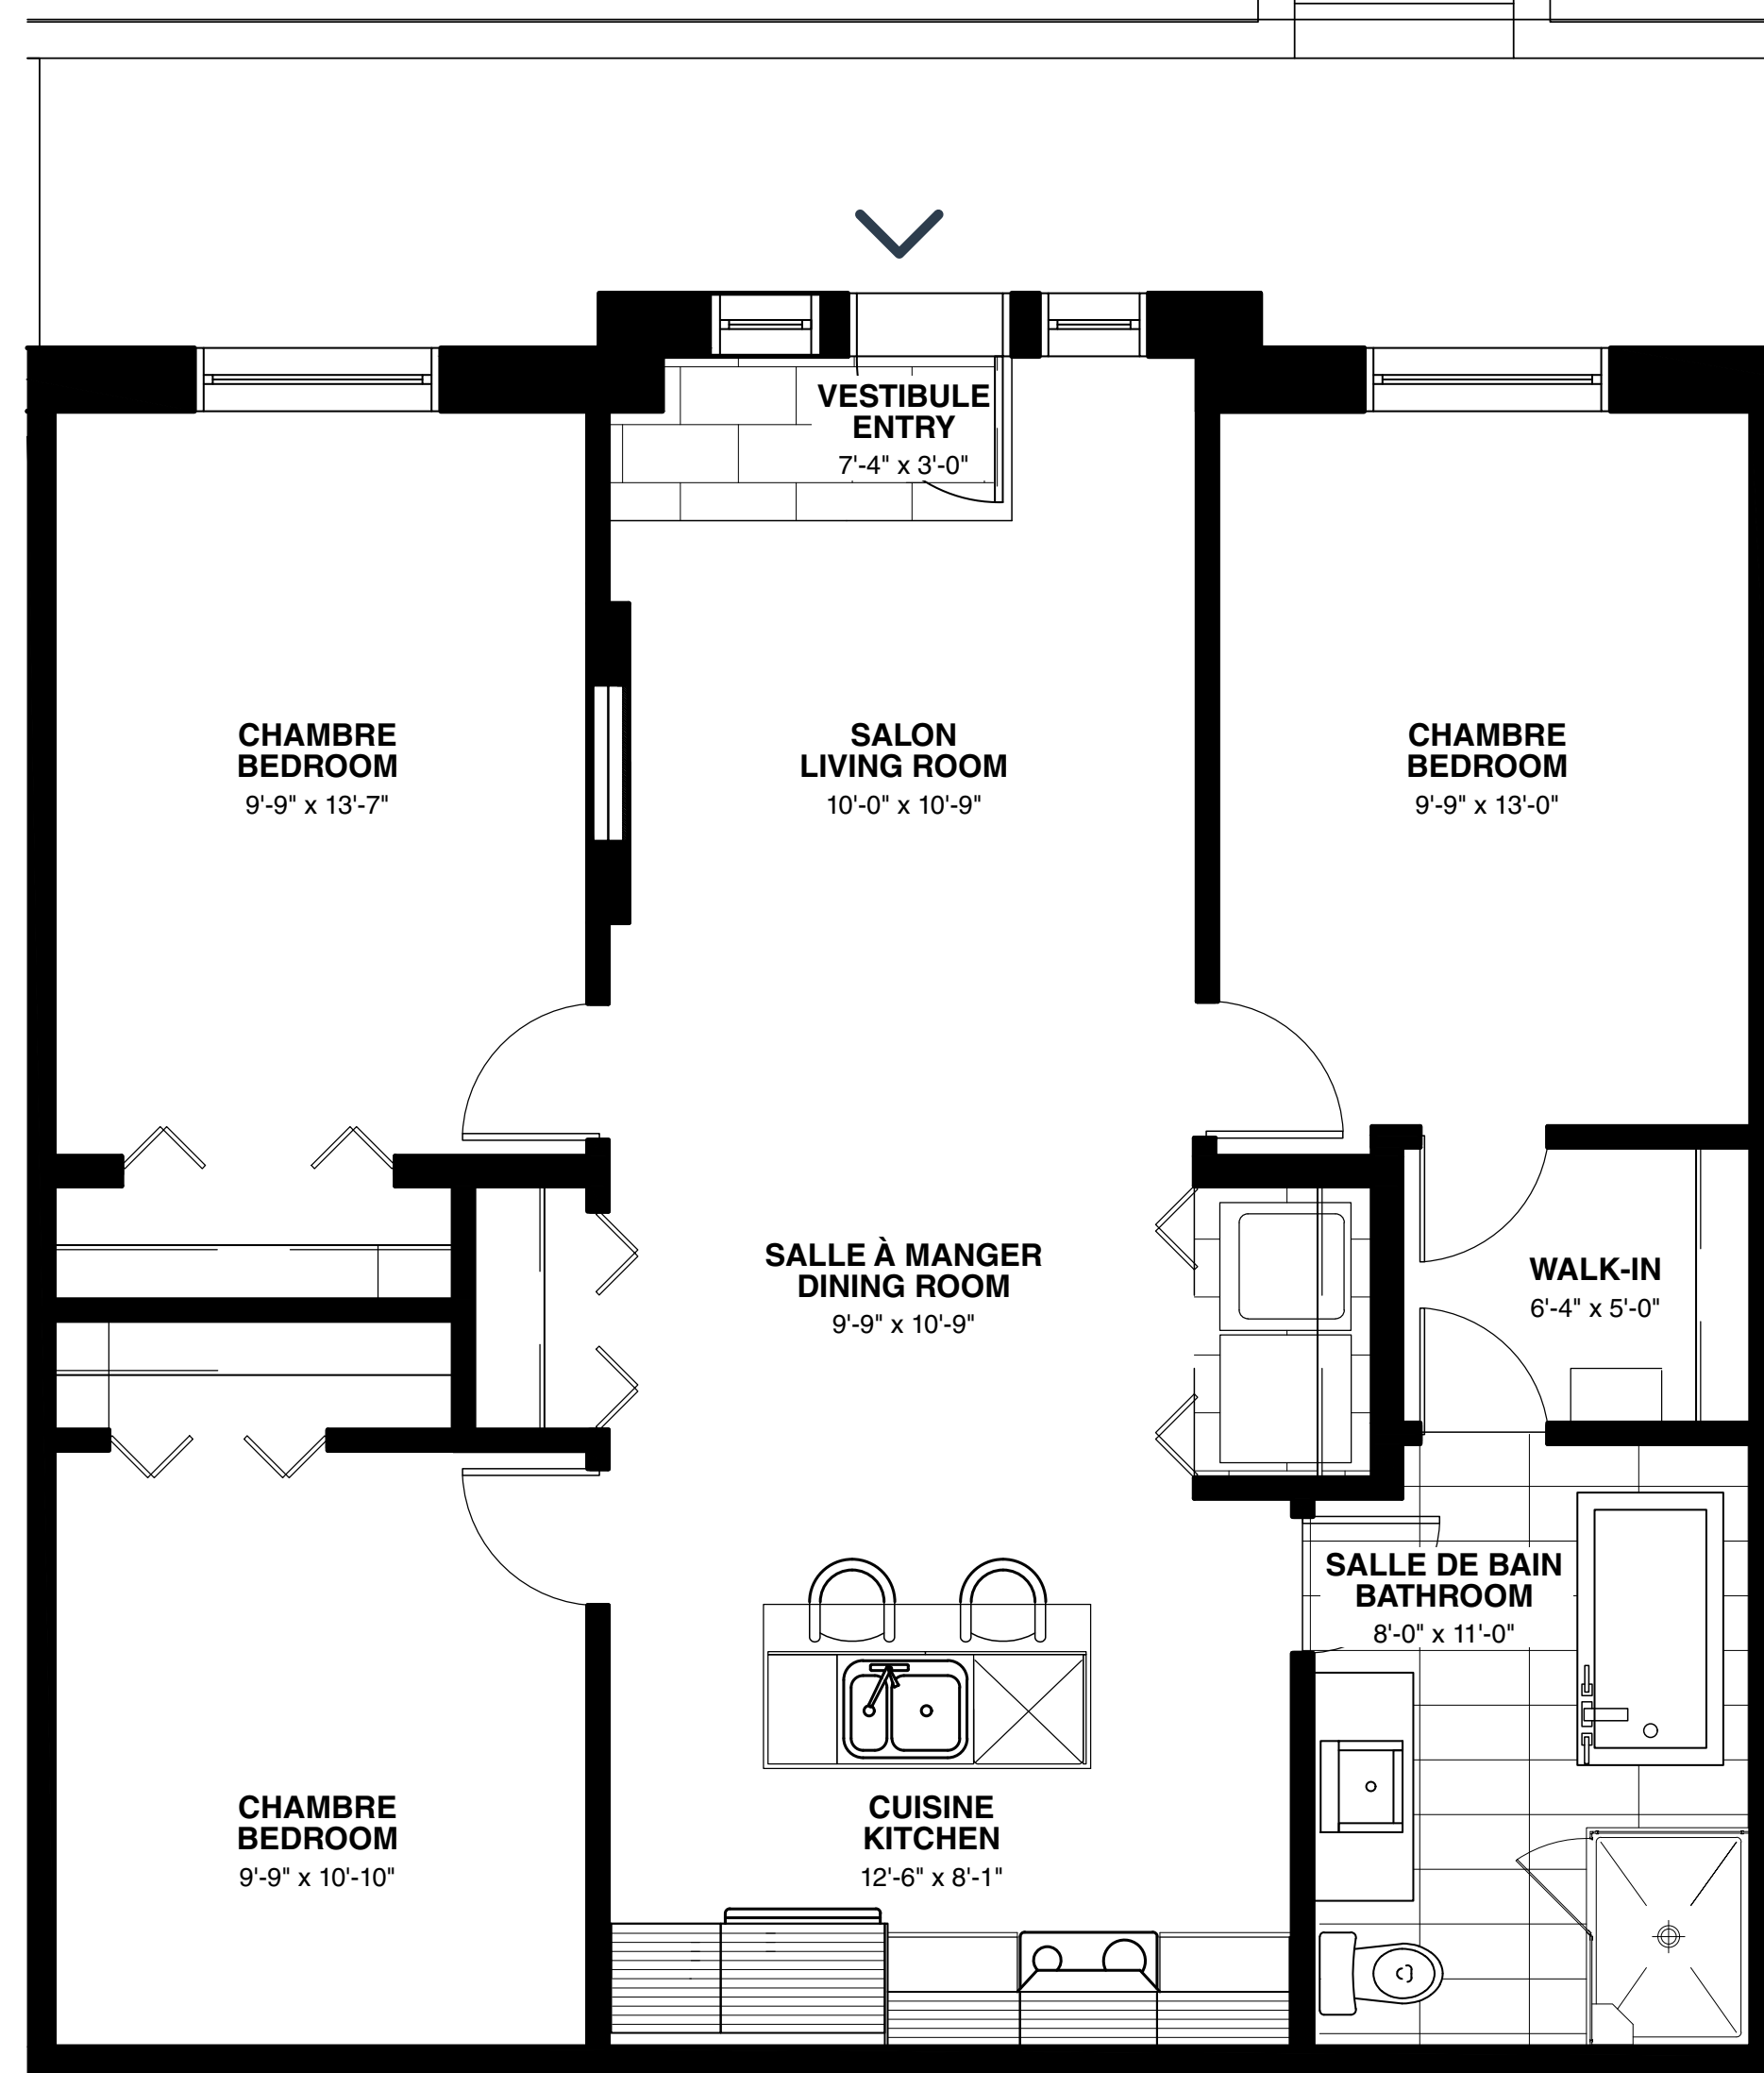 VESTIBULE
ENTRY
7'-4" x 3'-0"
CHAMBRE
BEDROOM
9'-9" x 13'-7"
SALON
LIVING ROOM
10'-0" x 10'-9"
CHAMBRE
BEDROOM
9'-9" x 13'-0"
SALLE À MANGER
DINING ROOM
9'-9" x 10'-9"
WALK-IN
6'-4" x 5'-0"
SALLE DE BAIN
BATHROOM
8'-0" x 11'-0"
CHAMBRE
BEDROOM
9'-9" x 10'-10"
CUISINE
KITCHEN
12'-6" x 8'-1"